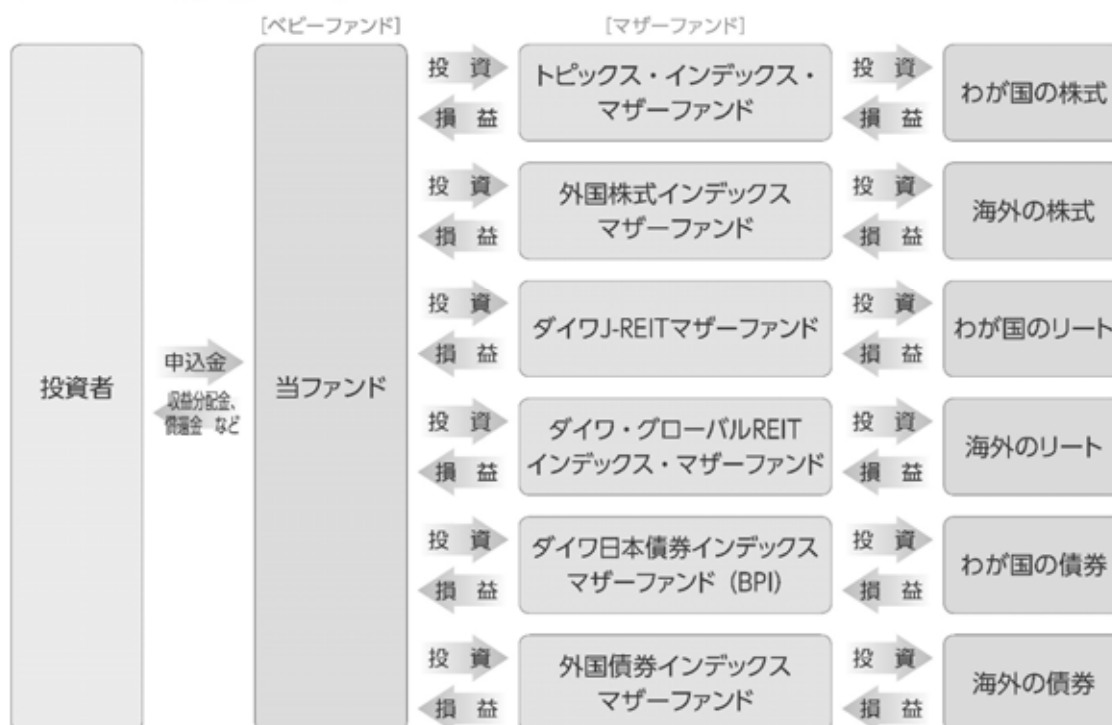 [ベビーファンド]
[マザーファンド]
投資者
申込金
収益分配金、
償還金 など
当ファンド
投 資
損 益
トピックス・インデックス・
マザーファンド
投 資
損 益
わが国の株式
投 資
損 益
外国株式インデックス
マザーファンド
投 資
損 益
海外の株式
投 資
損 益
ダイワJ-REITマザーファンド
投 資
損 益
わが国のリート
投 資
損 益
ダイワ・グローバルREIT
インデックス・マザーファンド
投 資
損 益
海外のリート
投 資
損 益
ダイワ日本債券インデックス
マザーファンド（BPI）
投 資
損 益
わが国の債券
投 資
損 益
外国債券インデックス
マザーファンド
投 資
損 益
海外の債券